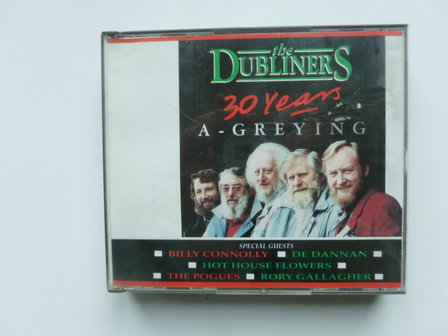 the
DUBLINERS
30 Years
A-GREYING
SPECIAL GUESTS
BILLY CONNOLLY DE DANNAN
HOT HOUSE FLOWERS
THE POGUES RORY GALLAGHER